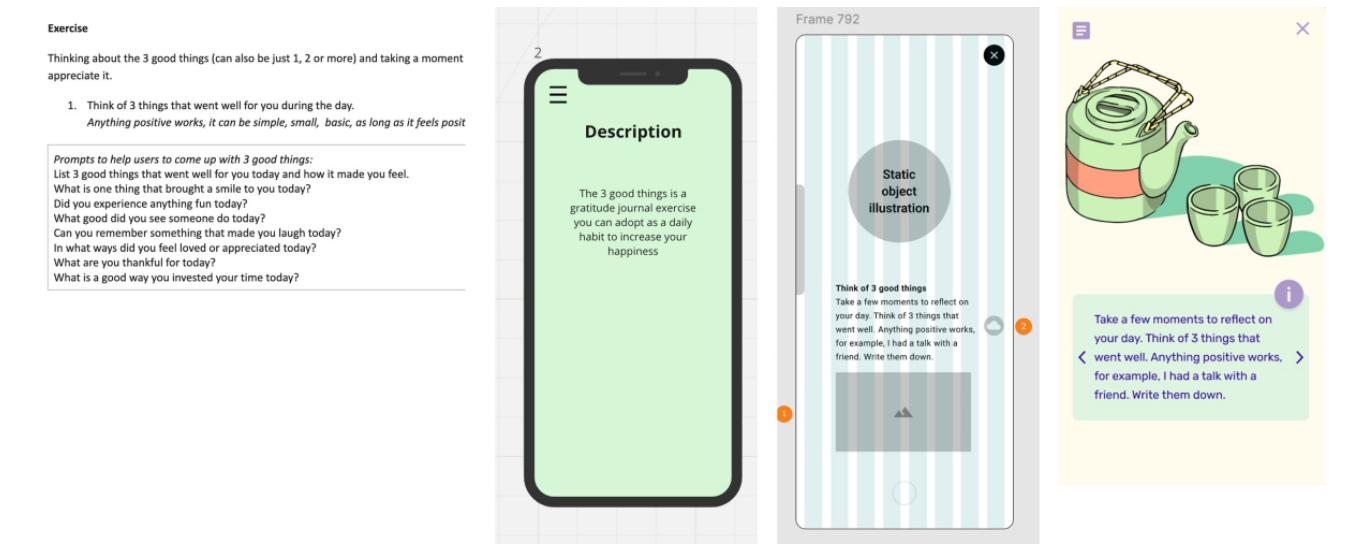 Exercise
Thinking about the 3 good things (can also be just 1, 2 or more) and taking a moment
appreciate it.
1. Think of 3 things that went well for you during the day.
Anything positive works, it can be simple, small, basic, as long as it feels posit
Prompts to help users to come up with 3 good things:
List 3 good things that went well for you today and how it made you feel.
What is one thing that brought a smile to you today?
Did you experience anything fun today?
What good did you see someone do today?
Can you remember something that made you laugh today?
In what ways did you feel loved or appreciated today?
What are you thankful for today?
What is a good way you invested your time today?
2
Description
The 3 good things is a
gratitude journal exercise
you can adopt as a daily
habit to increase your
happiness
Frame 792
Static
object
illustration
Think of 3 good things
Take a few moments to reflect on
your day. Think of 3 things that
went well. Anything positive works,
for example, I had a talk with a
friend. Write them down.
2
1
i
Take a few moments to reflect on
your day. Think of 3 things that
went well. Anything positive works,
for example, I had a talk with a
friend. Write them down.